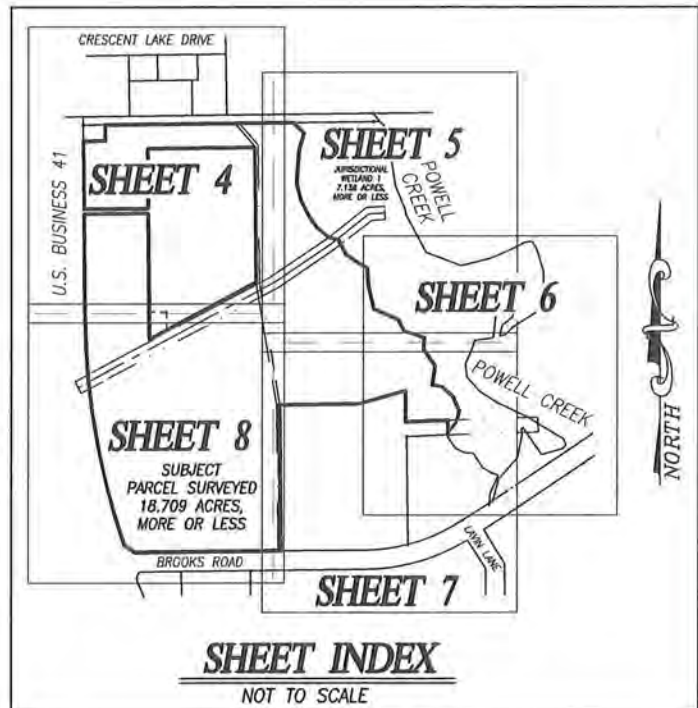 CRESCENT LAKE DRIVE
U.S. BUSINESS 41
SHEET 4
SHEET 5
JURISDICTIONAL
WETLAND 1
7.138 ACRES,
MORE OR LESS
POWELL
CREEK
SHEET 6
POWELL CREEK
NORTH
SHEET 8
SUBJECT
PARCEL SURVEYED
18.709 ACRES,
MORE OR LESS
BROOKS ROAD
LAVIN LANE
SHEET 7
SHEET INDEX
NOT TO SCALE